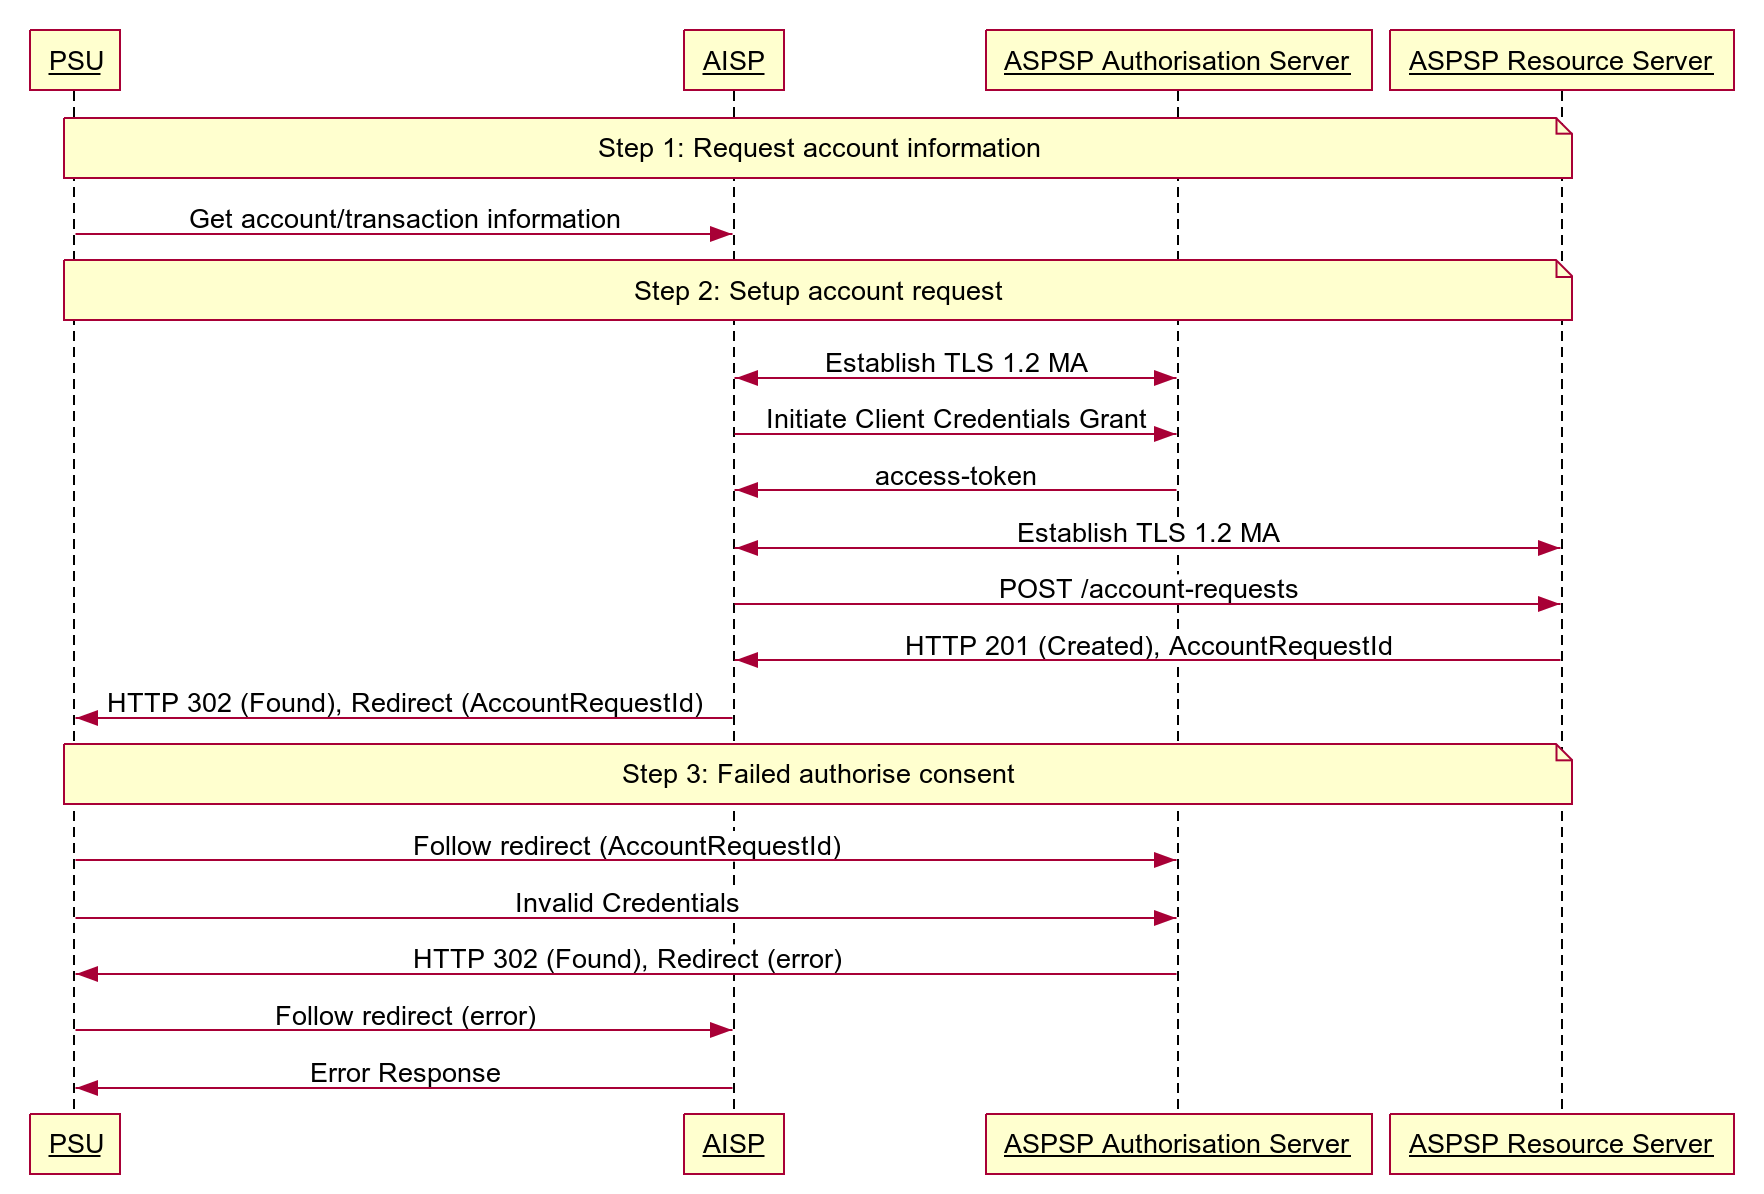 PSU
AISP
ASPSP Authorisation Server
ASPSP Resource Server
Step 1: Request account information
Get account/transaction information
Step 2: Setup account request
Establish TLS 1.2 MA
Initiate Client Credentials Grant
access-token
Establish TLS 1.2 MA
POST /account-requests
HTTP 201 (Created), AccountRequestId
HTTP 302 (Found), Redirect (AccountRequestId)
Step 3: Failed authorise consent
Follow redirect (AccountRequestId)
Invalid Credentials
HTTP 302 (Found), Redirect (error)
Follow redirect (error)
Error Response
PSU
AISP
ASPSP Authorisation Server
ASPSP Resource Server